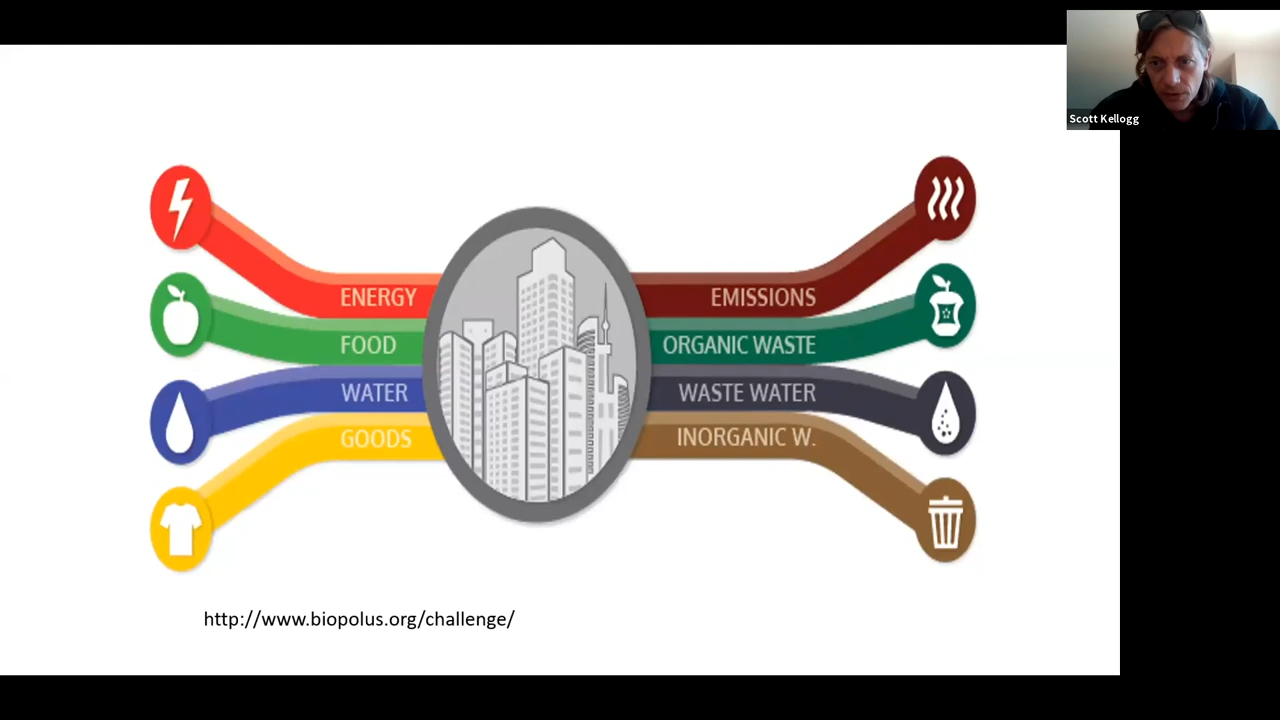 Scott Kellogg
ENERGY
FOOD
WATER
GOODS
EMISSIONS
ORGANIC WASTE
WASTE WATER
INORGANIC W.
http://www.biopolus.org/challenge/